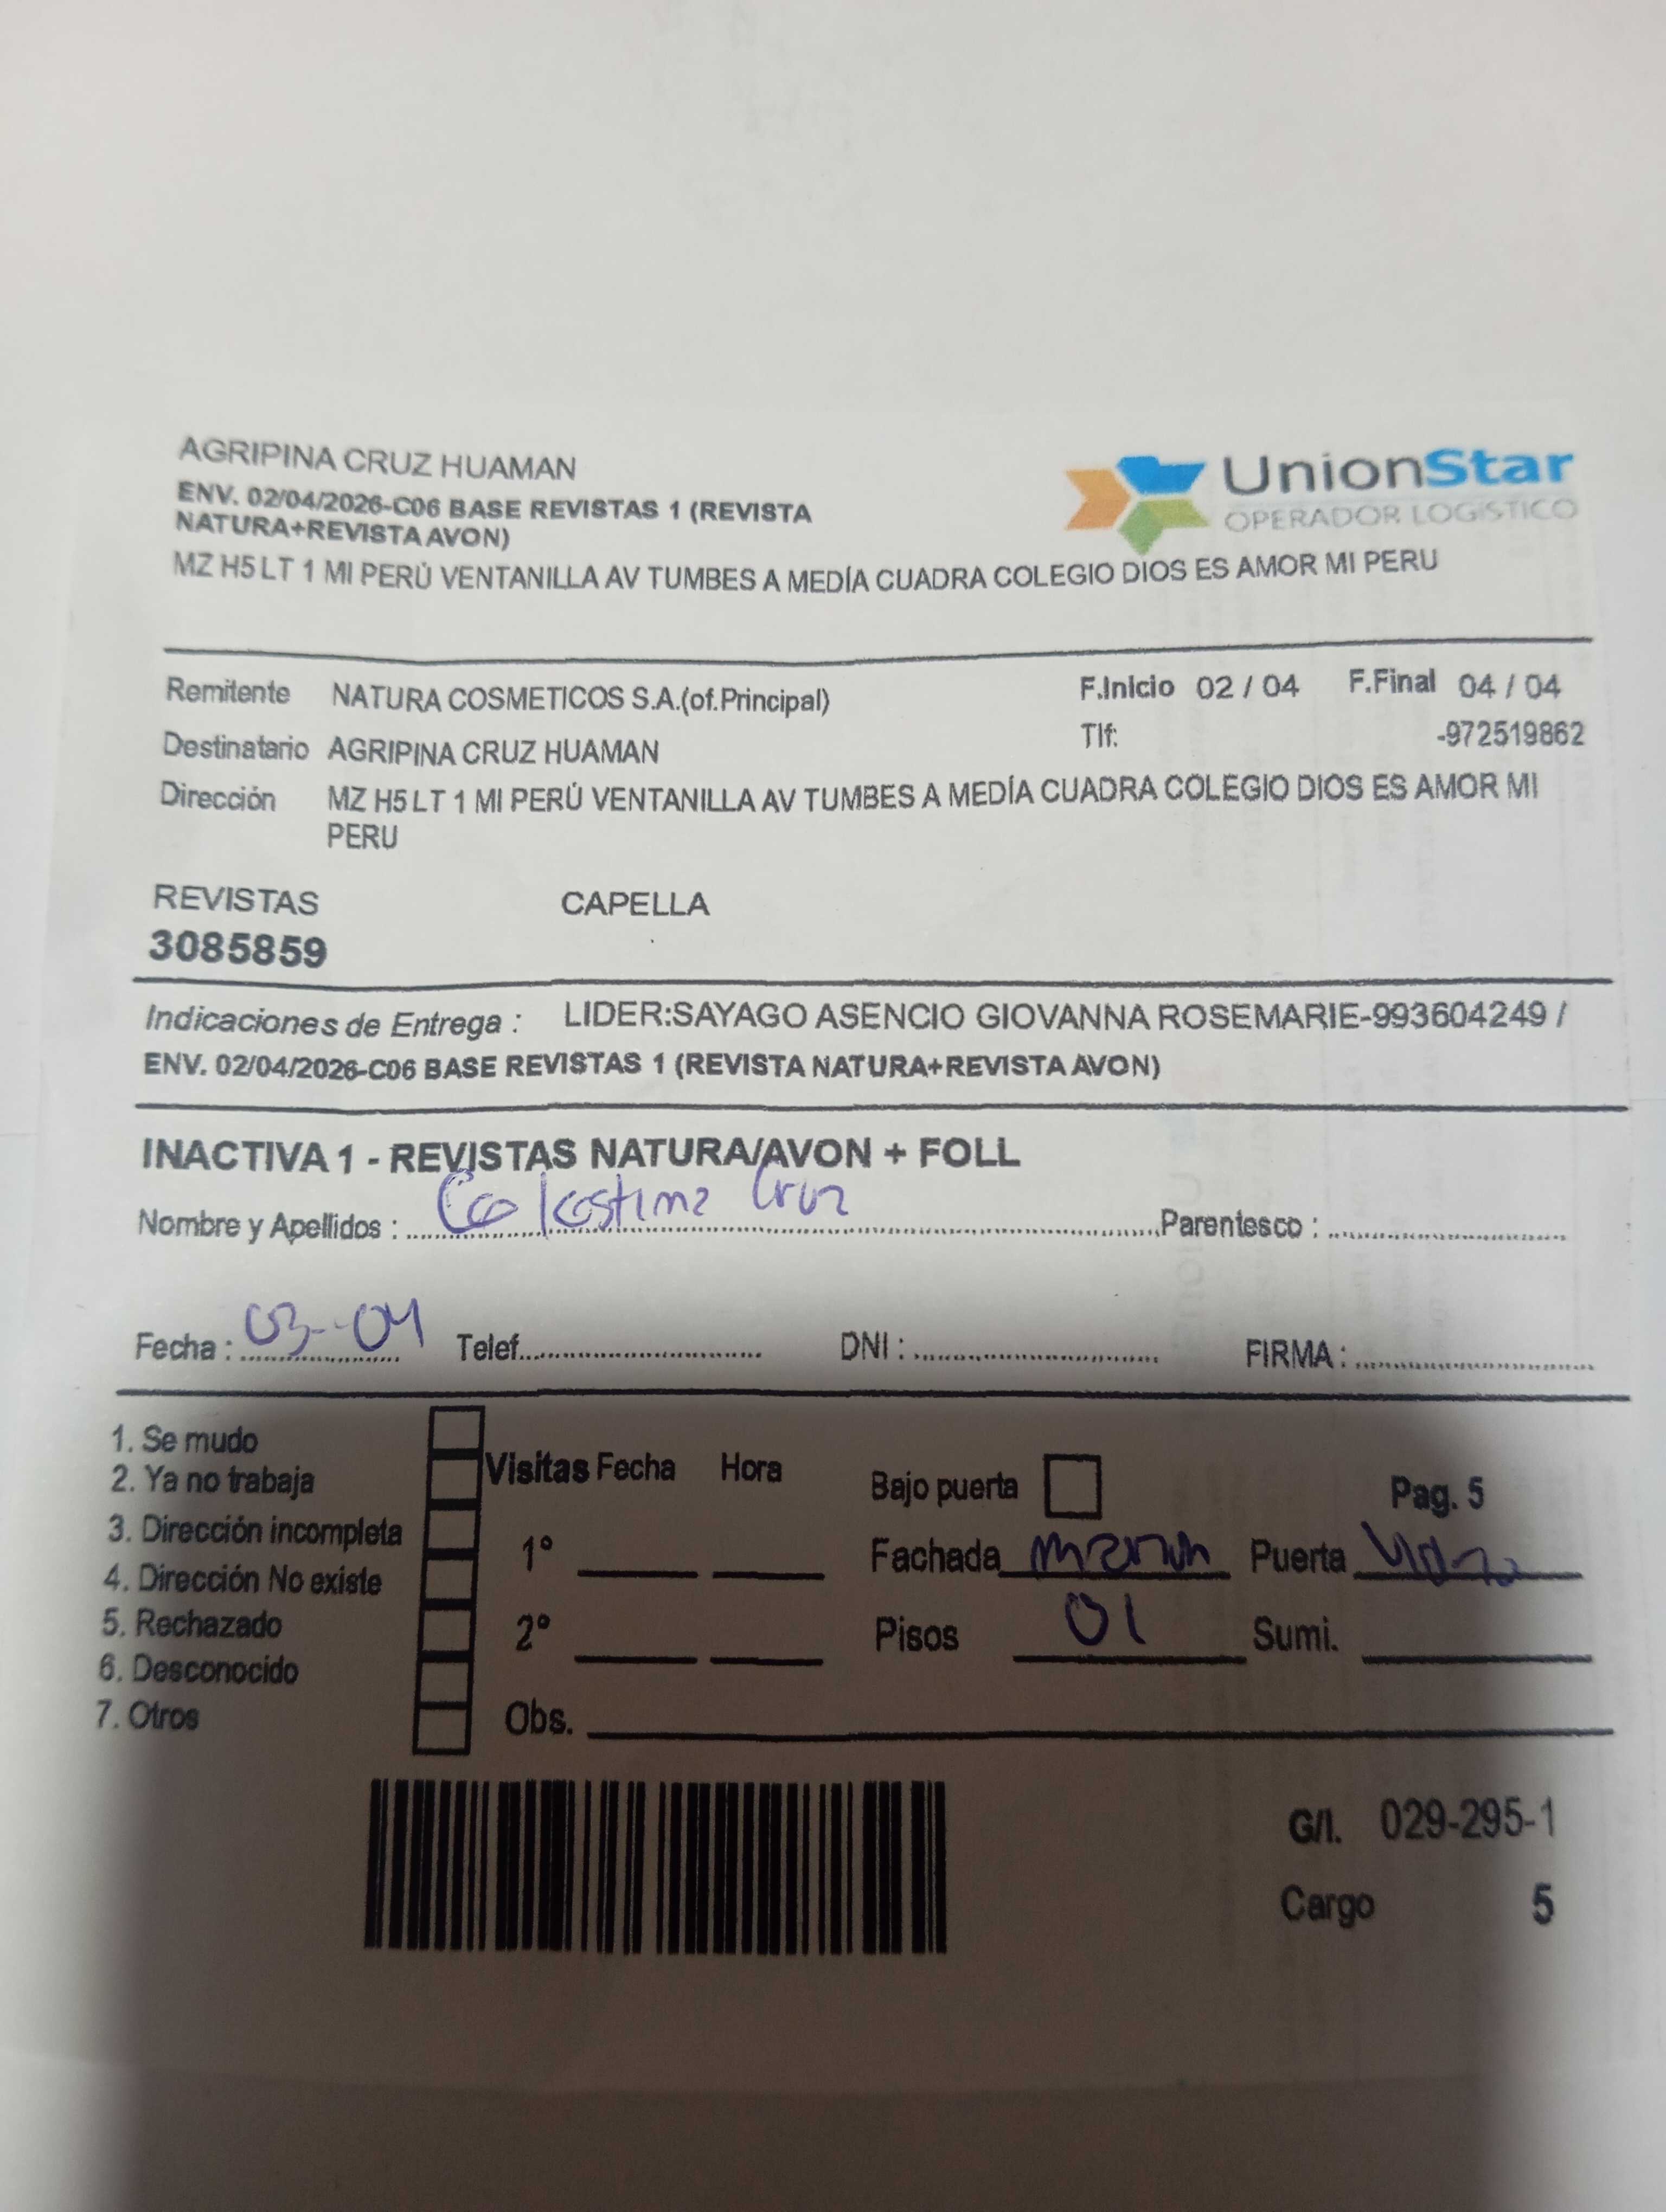 AGRIPINA CRUZ HUAMAN
UnionStar
OPERADOR LOGÍSTICO
ENV. 02/04/2026-C06 BASE REVISTAS 1 (REVISTA
NATURA+REVISTA AVON)
MZ H5 LT 1 MI PERÚ VENTANILLA AV TUMBES A MEDÍA CUADRA COLEGIO DIOS ES AMOR MI PERU
Remitente NATURA COSMETICOS S.A.(of.Principal) F.Inicio 02 / 04 F.Final 04 / 04
Destinatario AGRIPINA CRUZ HUAMAN Tlf: -972519862
Dirección MZ H5 LT 1 MI PERÚ VENTANILLA AV TUMBES A MEDÍA CUADRA COLEGIO DIOS ES AMOR MI
PERU
REVISTAS CAPELLA
3085859
Indicaciones de Entrega : LIDER:SAYAGO ASENCIO GIOVANNA ROSEMARIE-993604249 /
ENV. 02/04/2026-C06 BASE REVISTAS 1 (REVISTA NATURA+REVISTA AVON)
INACTIVA 1 - REVISTAS NATURA/AVON + FOLL
Nombre y Apellidos : Cruz Parentesco :
Fecha : 03-04 Telef. DNI : FIRMA :
1. Se mudo
2. Ya no trabaja
3. Dirección incompleta
4. Dirección No existe
5. Rechazado
6. Desconocido
7. Otros
Visitas Fecha Hora
1°
2°
Obs.
Bajo puerta Pag. 5
Fachada Puerta
Pisos 01 Sumi.
G/I. 029-295-1
Cargo 5